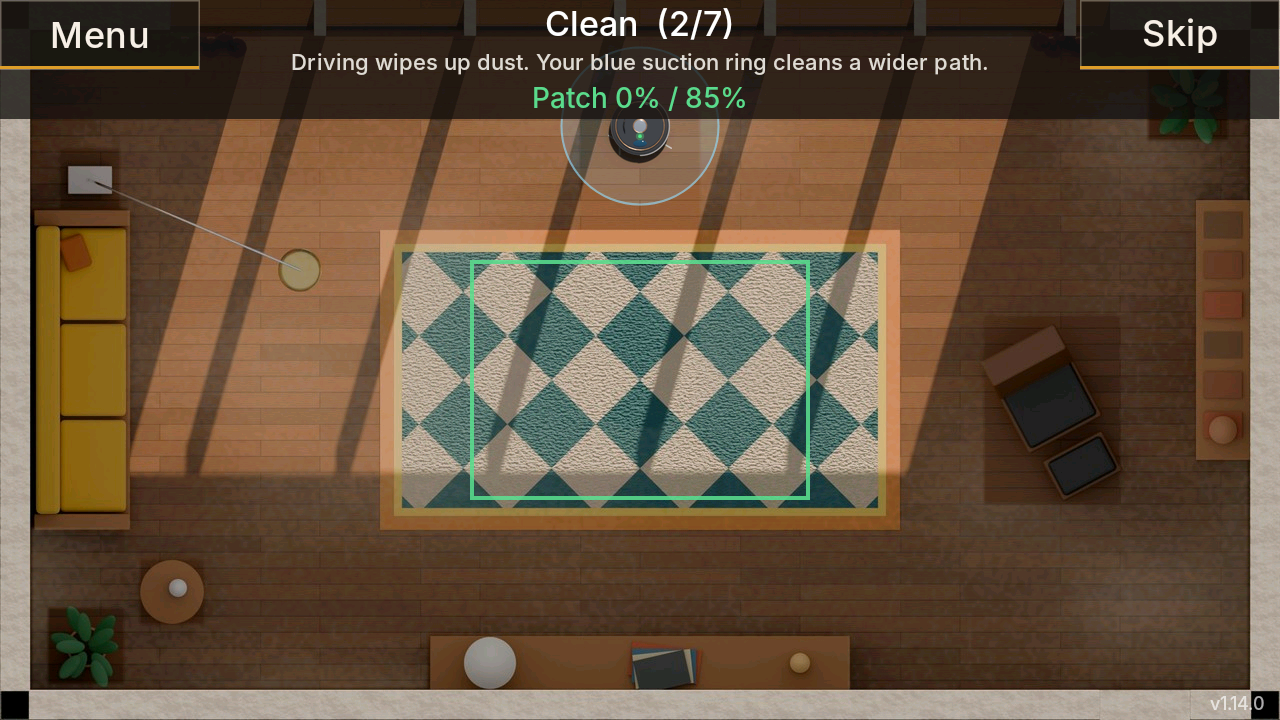 Menu
Clean (2/7)
Skip
Driving wipes up dust. Your blue suction ring cleans a wider path.
Patch 0% / 85%
v1.14.0